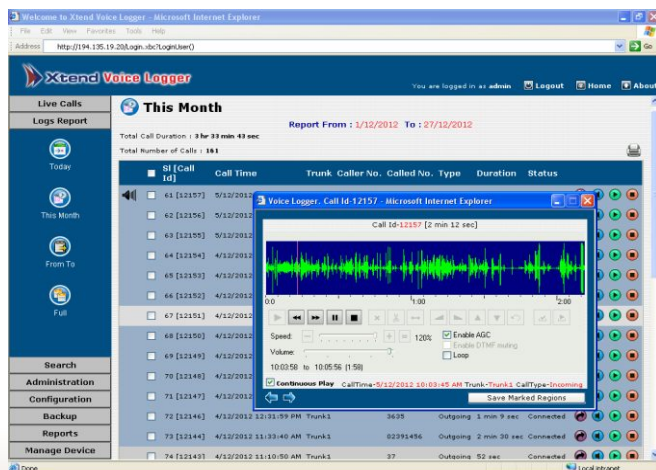 Welcome to Xtend Voice Logger - Microsoft Internet Explorer
File Edit View Favorites Tools Help
Address http://194.135.19.20/Login.xbc?LoginUser() Go
Xtend Voice Logger
You are logged in as admin Logout Home About
Live Calls
Logs Report
Today
This Month
From To
Full
Search
Administration
Configuration
Backup
Reports
Manage Device
This Month
Report From : 1/12/2012 To : 27/12/2012
Total Call Duration : 3 hr 33 min 43 sec
Total Number of Calls : 161
Sl [Call Id] Call Time Trunk Caller No. Called No. Type Duration Status
61 [12157] 5/12/2012
62 [12156] 5/12/2012
63 [12155] 5/12/2012
64 [12154] 4/12/2012
65 [12153] 4/12/2012
66 [12152] 4/12/2012
67 [12151] 4/12/2012
68 [12150] 4/12/2012
69 [12149] 4/12/2012
70 [12148] 4/12/2012
71 [12147] 4/12/2012
72 [12146] 4/12/2012 12:31:59 PM Trunk1 3635 Outgoing 1 min 9 sec Connected
73 [12144] 4/12/2012 11:33:40 AM Trunk1 02391456 Outgoing 2 min 30 sec Connected
74 [12143] 4/12/2012 11:10:50 AM Trunk1 37 Outgoing 52 sec Connected
Voice Logger, Call Id-12157 - Microsoft Internet Explorer
Call Id-12157 [2 min 12 sec]
0:0 1:00 2:00
Speed: 120% Enable AGC
Enable DTMF muting
Volume: Loop
10:03:58 to 10:05:56 (1:58)
Continuous Play CallTime-5/12/2012 10:03:45 AM Trunk-Trunk1 CallType-Incoming
Save Marked Regions
Done Local intranet